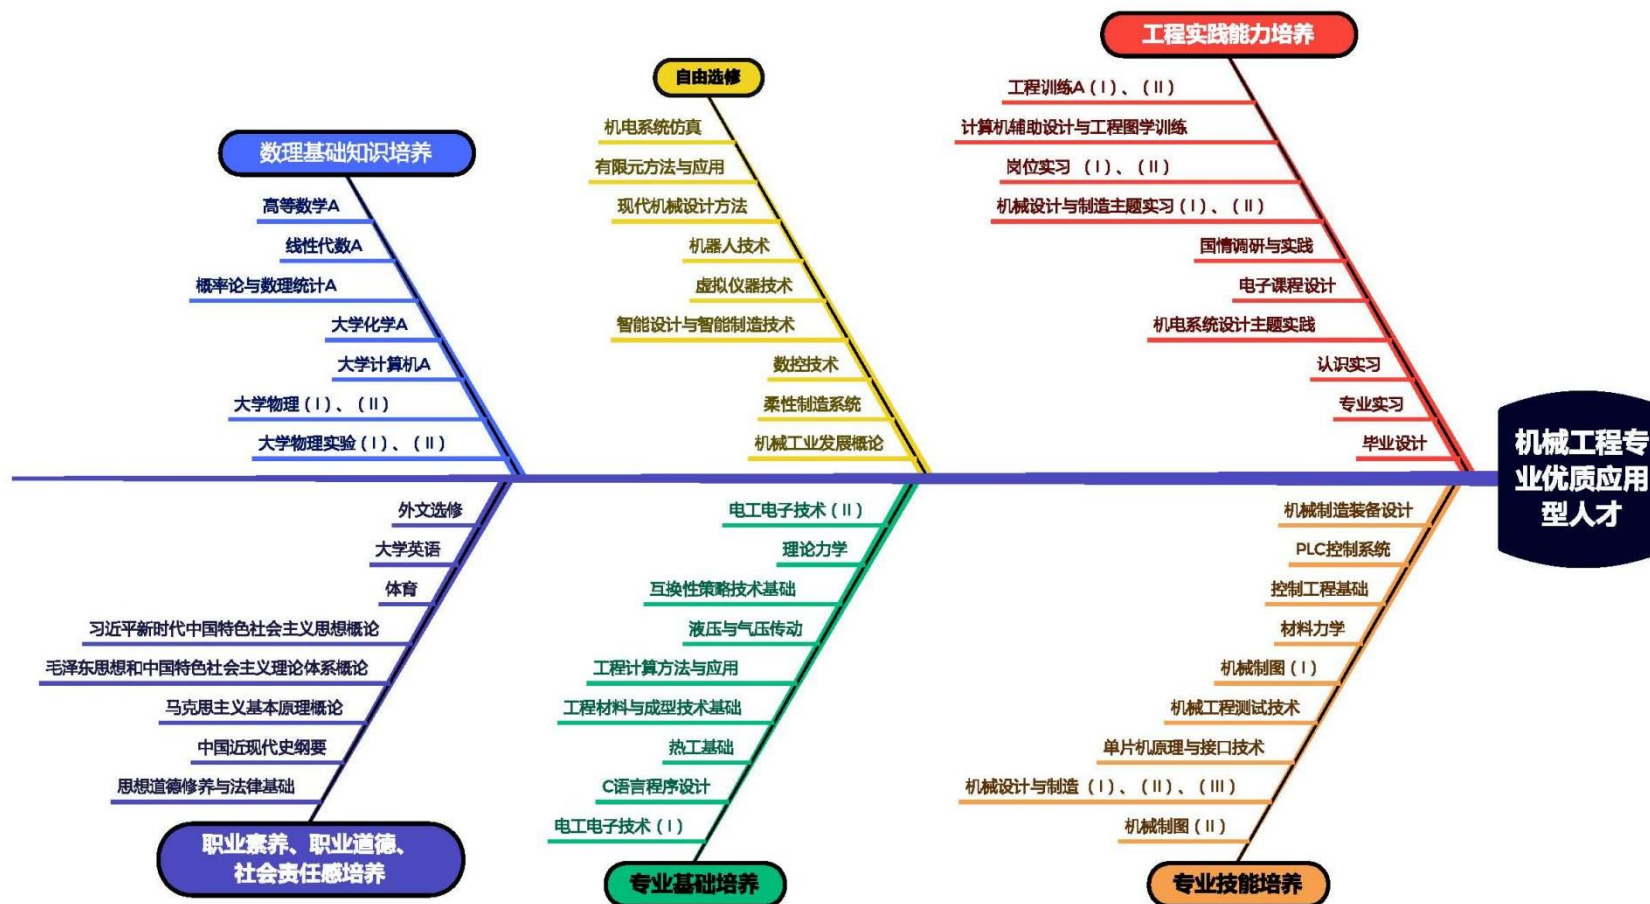 数理基础知识培养
高等数学A
线性代数A
概率论与数理统计A
大学化学A
大学计算机A
大学物理（I）、（II）
大学物理实验（I）、（II）
自由选修
机电系统仿真
有限元方法与应用
现代机械设计方法
机器人技术
虚拟仪器技术
智能设计与智能制造技术
数控技术
柔性制造系统
机械工业发展概论
工程实践能力培养
工程训练A（I）、（II）
计算机辅助设计与工程图学训练
岗位实习 （I）、（II）
机械设计与制造主题实习（I）、（II）
国情调研与实践
电子课程设计
机电系统设计主题实践
认识实习
专业实习
毕业设计
机械工程专
业优质应用
型人才
外文选修
大学英语
体育
习近平新时代中国特色社会主义思想概论
毛泽东思想和中国特色社会主义理论体系概论
马克思主义基本原理概论
中国近现代史纲要
思想道德修养与法律基础
职业素养、职业道德、
社会责任感培养
电工电子技术（II）
理论力学
互换性策略技术基础
液压与气压传动
工程计算方法与应用
工程材料与成型技术基础
热工基础
C语言程序设计
电工电子技术（I）
专业基础培养
机械制造装备设计
PLC控制系统
控制工程基础
材料力学
机械制图（I）
机械工程测试技术
单片机原理与接口技术
机械设计与制造（I）、（II）、（III）
机械制图（II）
专业技能培养